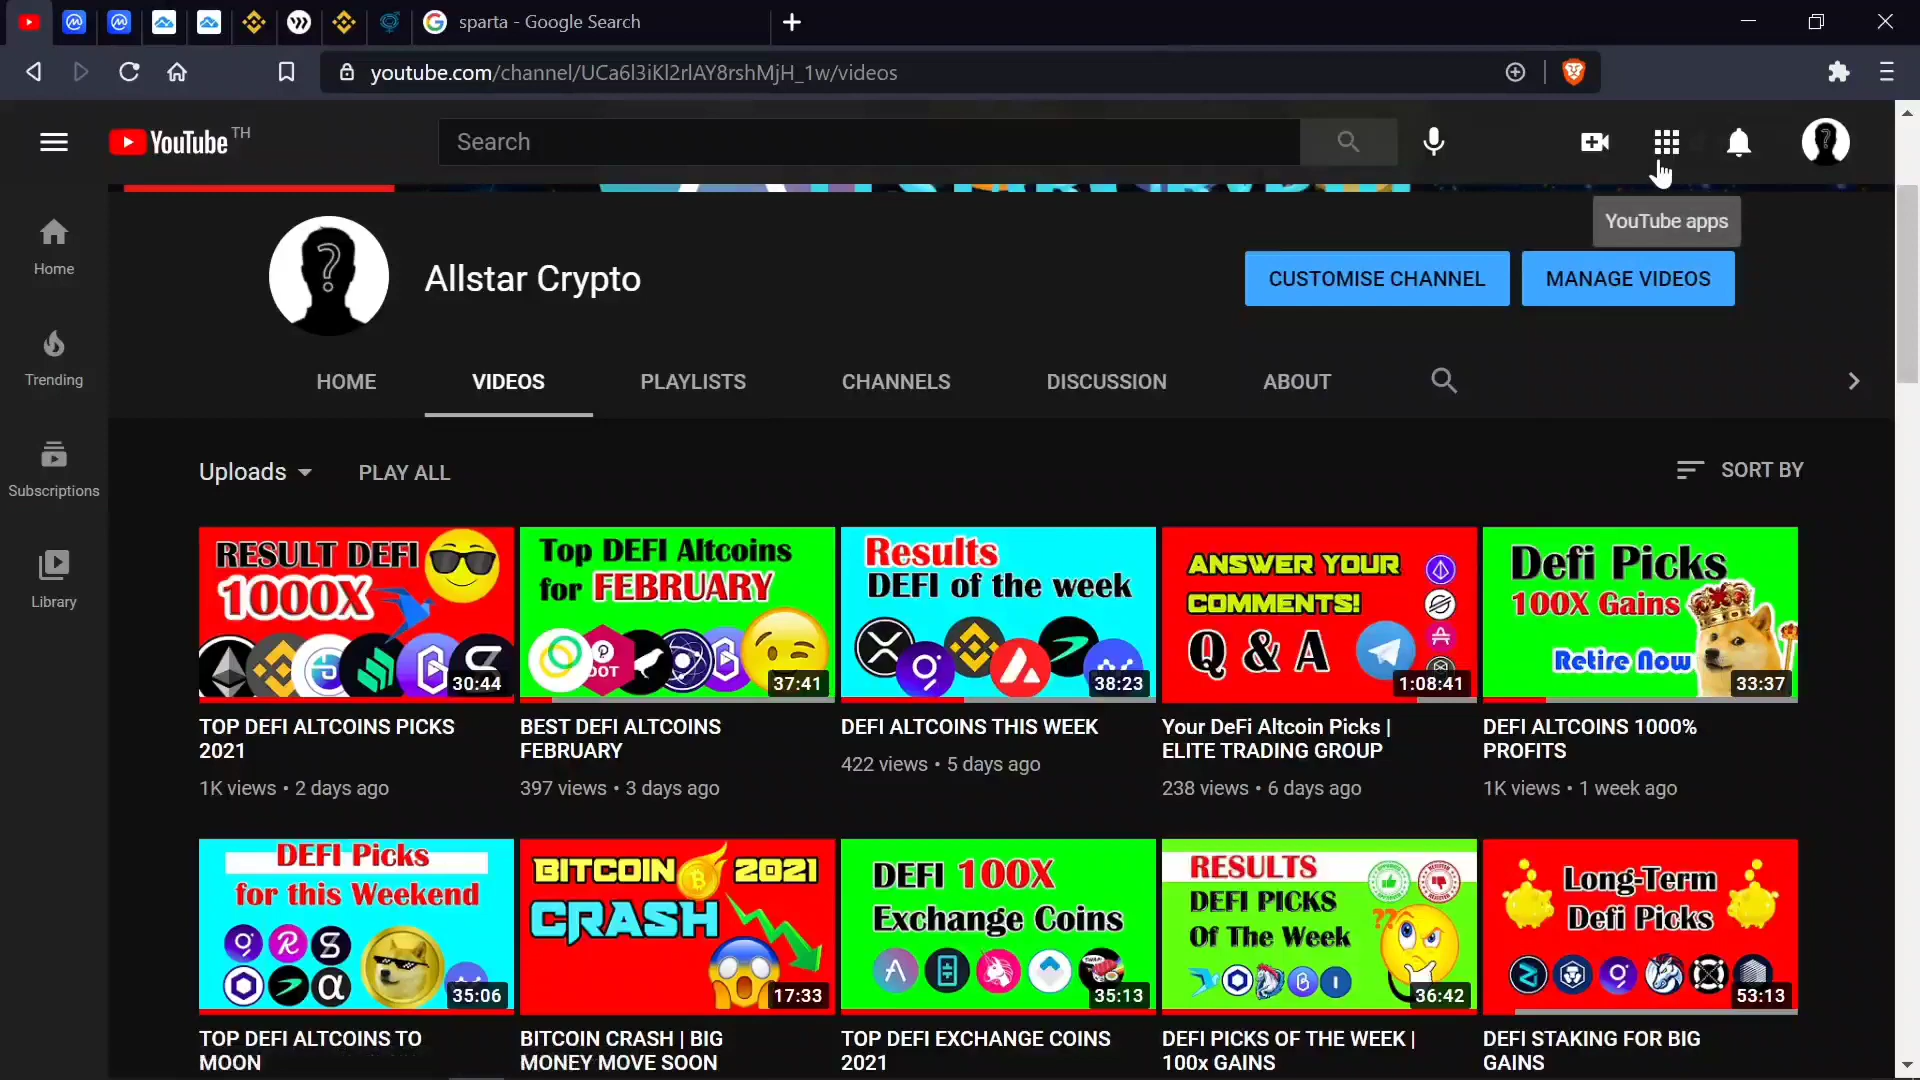 sparta - Google Search
youtube.com/channel/UCa6l3iKl2rlAY8rshMjH_1w/videos
YouTube TH
Search
YouTube apps
Home
Trending
Subscriptions
Library
Allstar Crypto
CUSTOMISE CHANNEL
MANAGE VIDEOS
HOME
VIDEOS
PLAYLISTS
CHANNELS
DISCUSSION
ABOUT
Uploads
PLAY ALL
SORT BY
RESULT DEFI
1000X
30:44
TOP DEFI ALTCOINS PICKS
2021
1K views • 2 days ago
Top DEFI Altcoins
for FEBRUARY
DOT
37:41
BEST DEFI ALTCOINS
FEBRUARY
397 views • 3 days ago
Results
DEFI of the week
38:23
DEFI ALTCOINS THIS WEEK
422 views • 5 days ago
ANSWER YOUR
COMMENTS!
Q & A
1:08:41
Your DeFi Altcoin Picks |
ELITE TRADING GROUP
238 views • 6 days ago
Defi Picks
100X Gains
Retire Now
33:37
DEFI ALTCOINS 1000%
PROFITS
1K views • 1 week ago
DEFI Picks
for this Weekend
35:06
TOP DEFI ALTCOINS TO
MOON
BITCOIN 2021
CRASH
17:33
BITCOIN CRASH | BIG
MONEY MOVE SOON
DEFI 100X
Exchange Coins
35:13
TOP DEFI EXCHANGE COINS
2021
RESULTS
DEFI PICKS
Of The Week
??
36:42
DEFI PICKS OF THE WEEK |
100x GAINS
Long-Term
Defi Picks
53:13
DEFI STAKING FOR BIG
GAINS